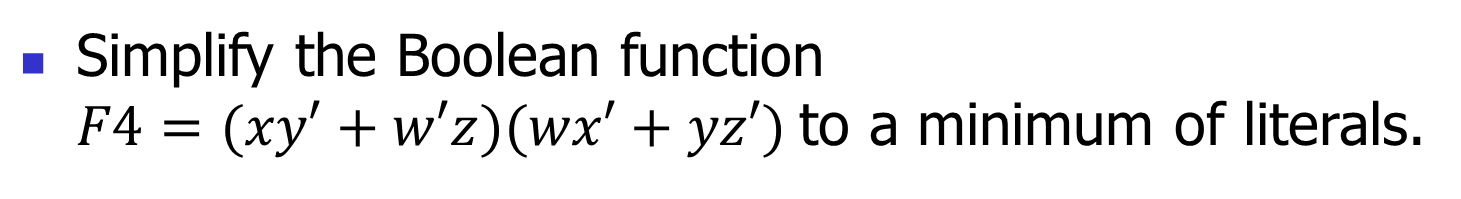 ▪ Simplify the Boolean function
F4 = (xy′ + w′z)(wx′ + yz′) to a minimum of literals.